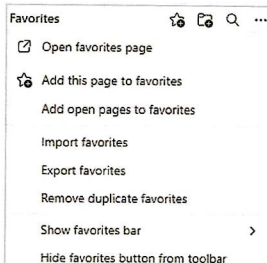 Favorites
Open favorites page
Add this page to favorites
Add open pages to favorites
Import favorites
Export favorites
Remove duplicate favorites
Show favorites bar
Hide favorites button from toolbar